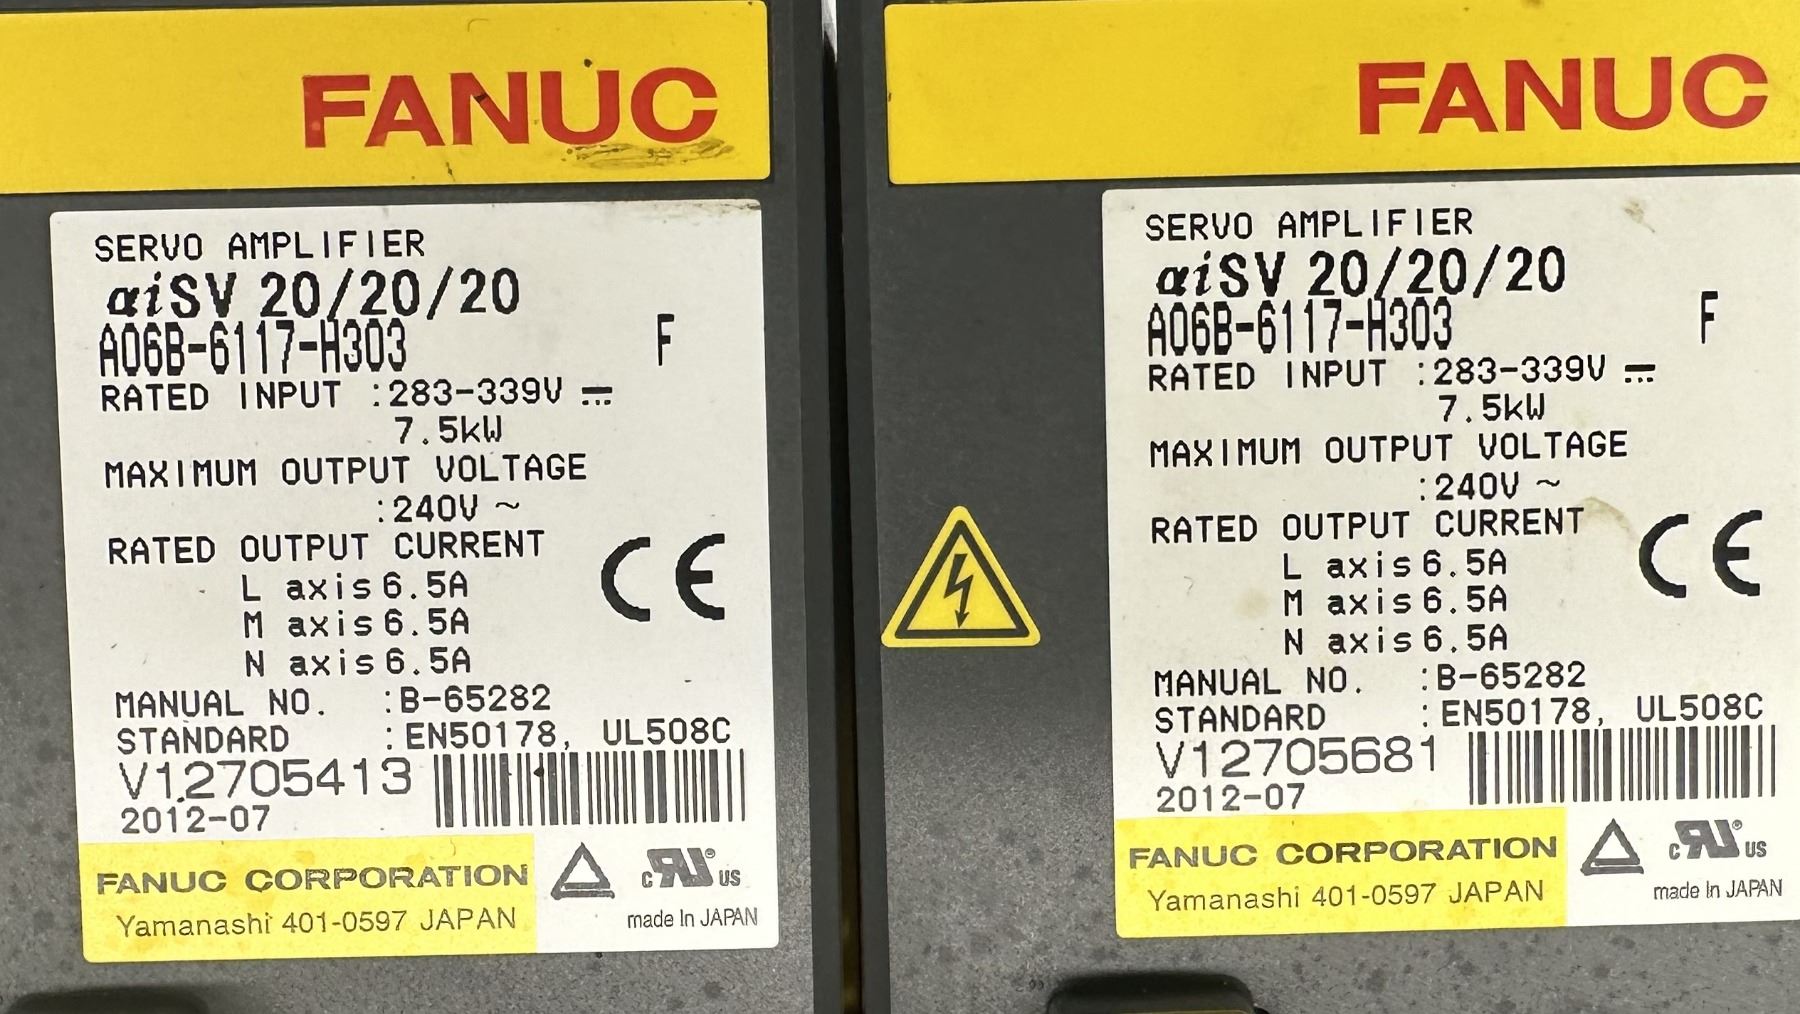 FANUC
SERVO AMPLIFIER
αiSV 20/20/20
A06B-6117-H303 F
RATED INPUT :283-339V ⎓
7.5kW
MAXIMUM OUTPUT VOLTAGE
:240V ~
RATED OUTPUT CURRENT
L axis 6.5A
M axis 6.5A
N axis 6.5A
CE
MANUAL NO. :B-65282
STANDARD :EN50178, UL508C
V12705413
2012-07
FANUC CORPORATION
Yamanashi 401-0597 JAPAN
c RU ® US
made In JAPAN
FANUC
SERVO AMPLIFIER
αiSV 20/20/20
A06B-6117-H303 F
RATED INPUT :283-339V ⎓
7.5kW
MAXIMUM OUTPUT VOLTAGE
:240V ~
RATED OUTPUT CURRENT
L axis 6.5A
M axis 6.5A
N axis 6.5A
CE
MANUAL NO. :B-65282
STANDARD :EN50178, UL508C
V12705681
2012-07
FANUC CORPORATION
Yamanashi 401-0597 JAPAN
c RU ® US
made In JAPAN